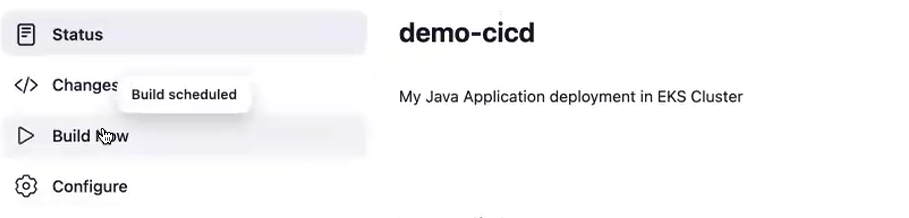 Status
demo-cicd
Changes
Build scheduled
My Java Application deployment in EKS Cluster
Build Now
Configure